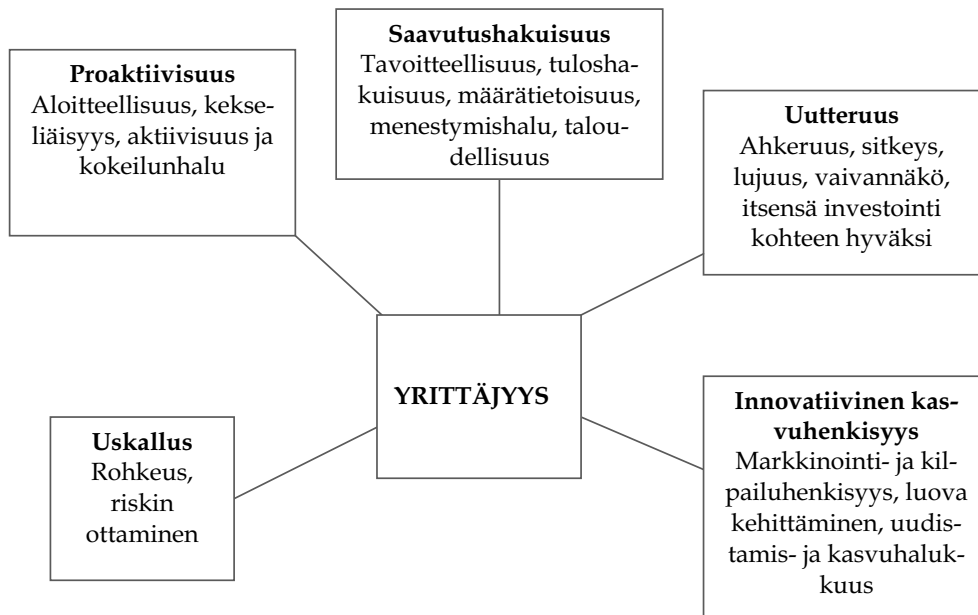 Saavutushakuisuus
Tavoitteellisuus, tulosha-
kuisuus, määrätietoisuus,
menestymishalu, talou-
dellisuus
Proaktiivisuus
Aloitteellisuus, kekse-
liäisyys, aktiivisuus ja
kokeilunhalu
Uutteruus
Ahkeruus, sitkeys,
lujuus, vaivannäkö,
itsensä investointi
kohteen hyväksi
YRITTÄJYYS
Uskallus
Rohkeus,
riskin
ottaminen
Innovatiivinen kas-
vuhenkisyys
Markkinointi- ja kil-
pailuhenkisyys, luova
kehittäminen, uudis-
tamis- ja kasvuhaluk-
kuus